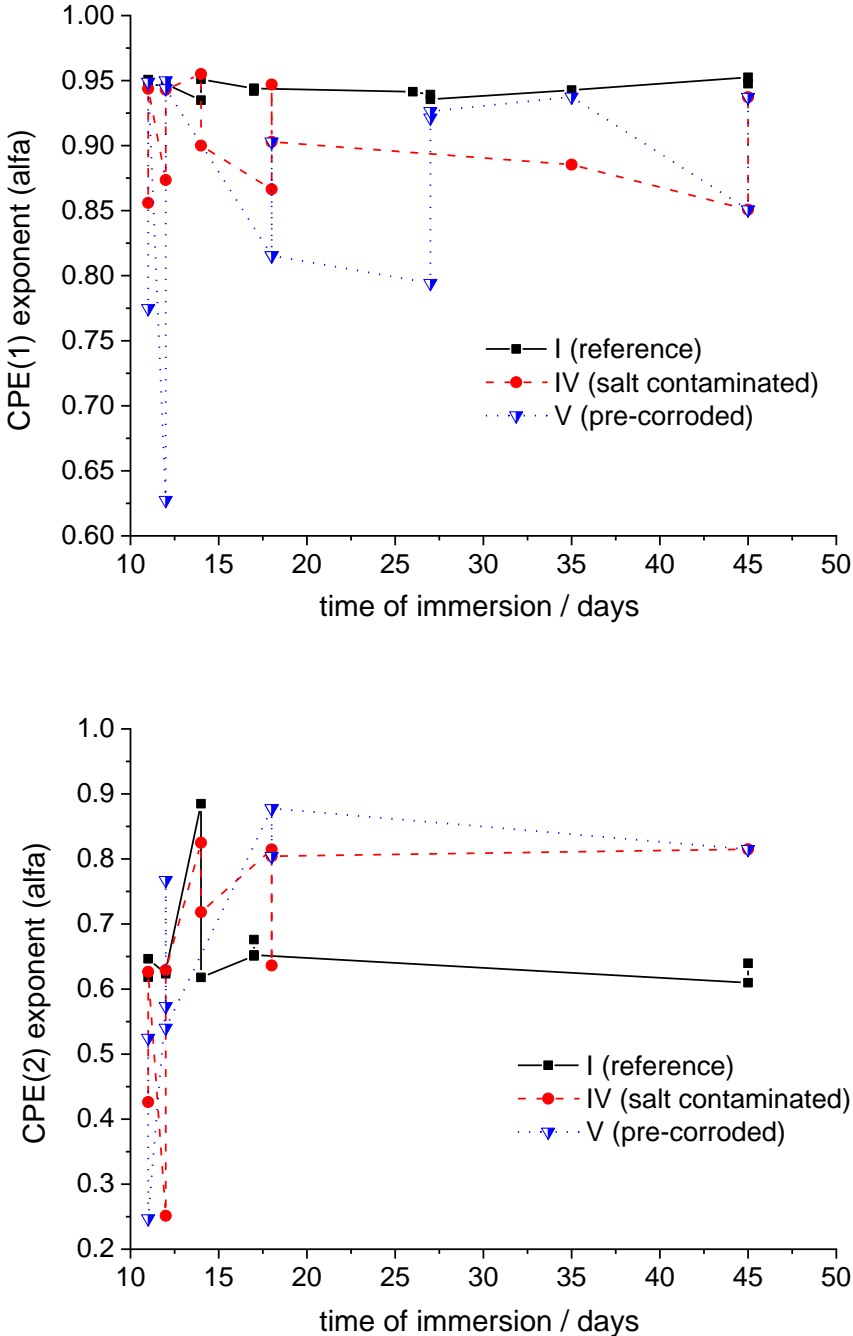 1.00
0.95
0.90
0.85
0.80
0.75
0.70
0.65
0.60
CPE(1) exponent (alfa)
I (reference)
IV (salt contaminated)
V (pre-corroded)
10 15 20 25 30 35 40 45 50
time of immersion / days
1.0
0.9
0.8
0.7
0.6
0.5
0.4
0.3
0.2
CPE(2) exponent (alfa)
I (reference)
IV (salt contaminated)
V (pre-corroded)
10 15 20 25 30 35 40 45 50
time of immersion / days